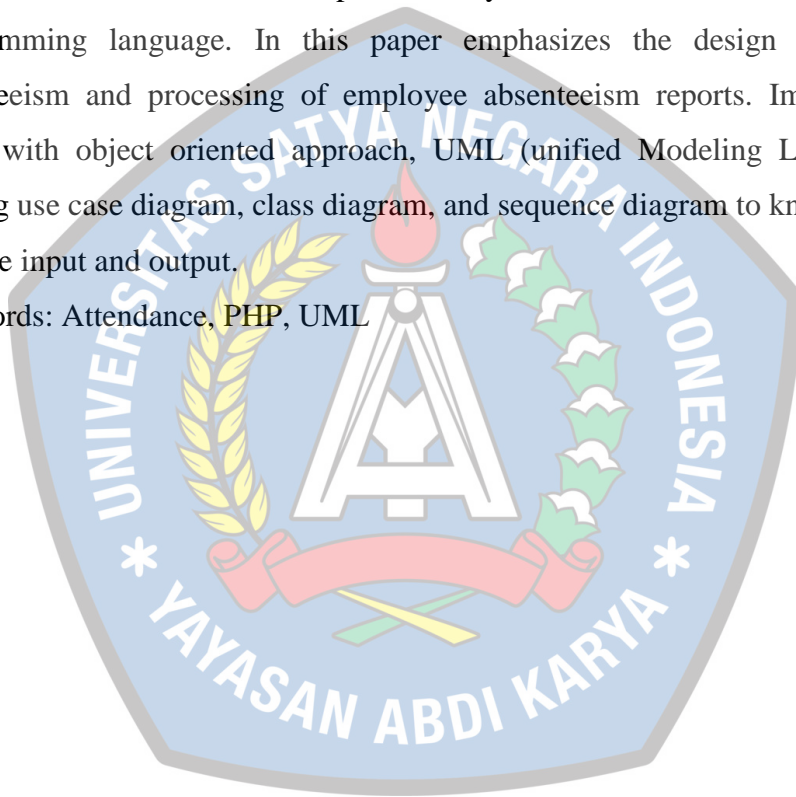 mming language. In this paper emphasizes the design
eeism and processing of employee absenteeism reports. Im
with object oriented approach, UML (unified Modeling L
g use case diagram, class diagram, and sequence diagram to kn
e input and output.
ords: Attendance, PHP, UML
UNIVERSITAS SATYA NEGARA INDONESIA
* YAYASAN ABDI KARYA *